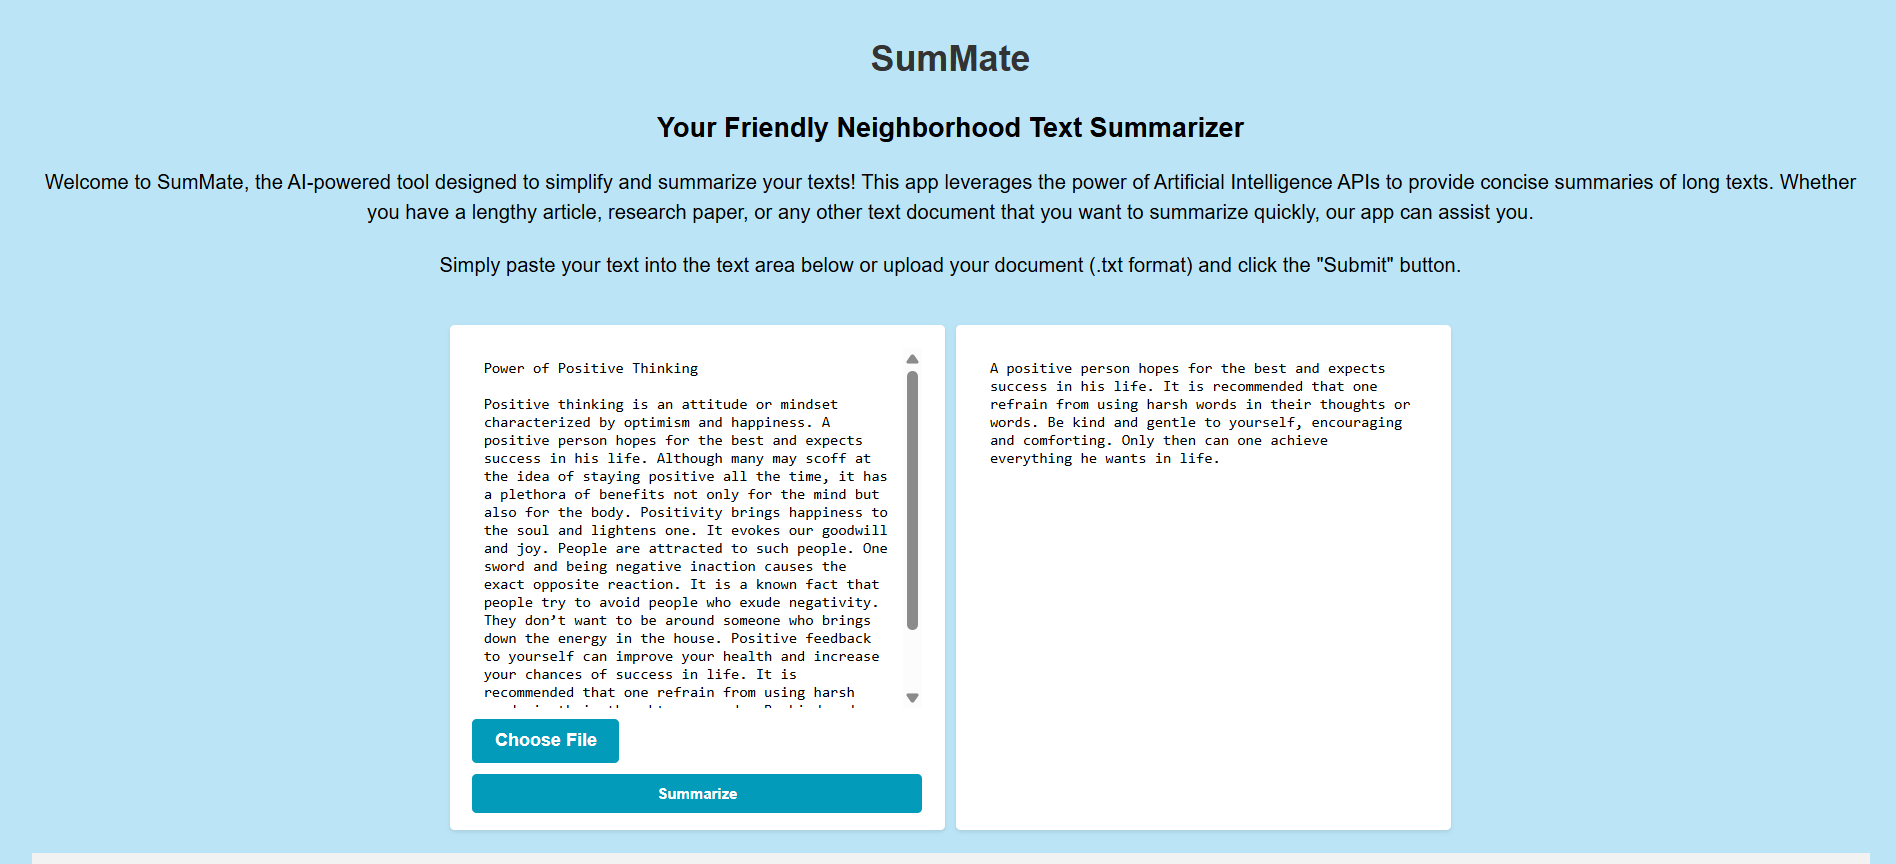 SumMate
Your Friendly Neighborhood Text Summarizer
Welcome to SumMate, the AI-powered tool designed to simplify and summarize your texts! This app leverages the power of Artificial Intelligence APIs to provide concise summaries of long texts. Whether
you have a lengthy article, research paper, or any other text document that you want to summarize quickly, our app can assist you.
Simply paste your text into the text area below or upload your document (.txt format) and click the "Submit" button.
Power of Positive Thinking
Positive thinking is an attitude or mindset
characterized by optimism and happiness. A
positive person hopes for the best and expects
success in his life. Although many may scoff at
the idea of staying positive all the time, it has
a plethora of benefits not only for the mind but
also for the body. Positivity brings happiness to
the soul and lightens one. It evokes our goodwill
and joy. People are attracted to such people. One
sword and being negative inaction causes the
exact opposite reaction. It is a known fact that
people try to avoid people who exude negativity.
They don’t want to be around someone who brings
down the energy in the house. Positive feedback
to yourself can improve your health and increase
your chances of success in life. It is
recommended that one refrain from using harsh
Choose File
Summarize
A positive person hopes for the best and expects
success in his life. It is recommended that one
refrain from using harsh words in their thoughts or
words. Be kind and gentle to yourself, encouraging
and comforting. Only then can one achieve
everything he wants in life.